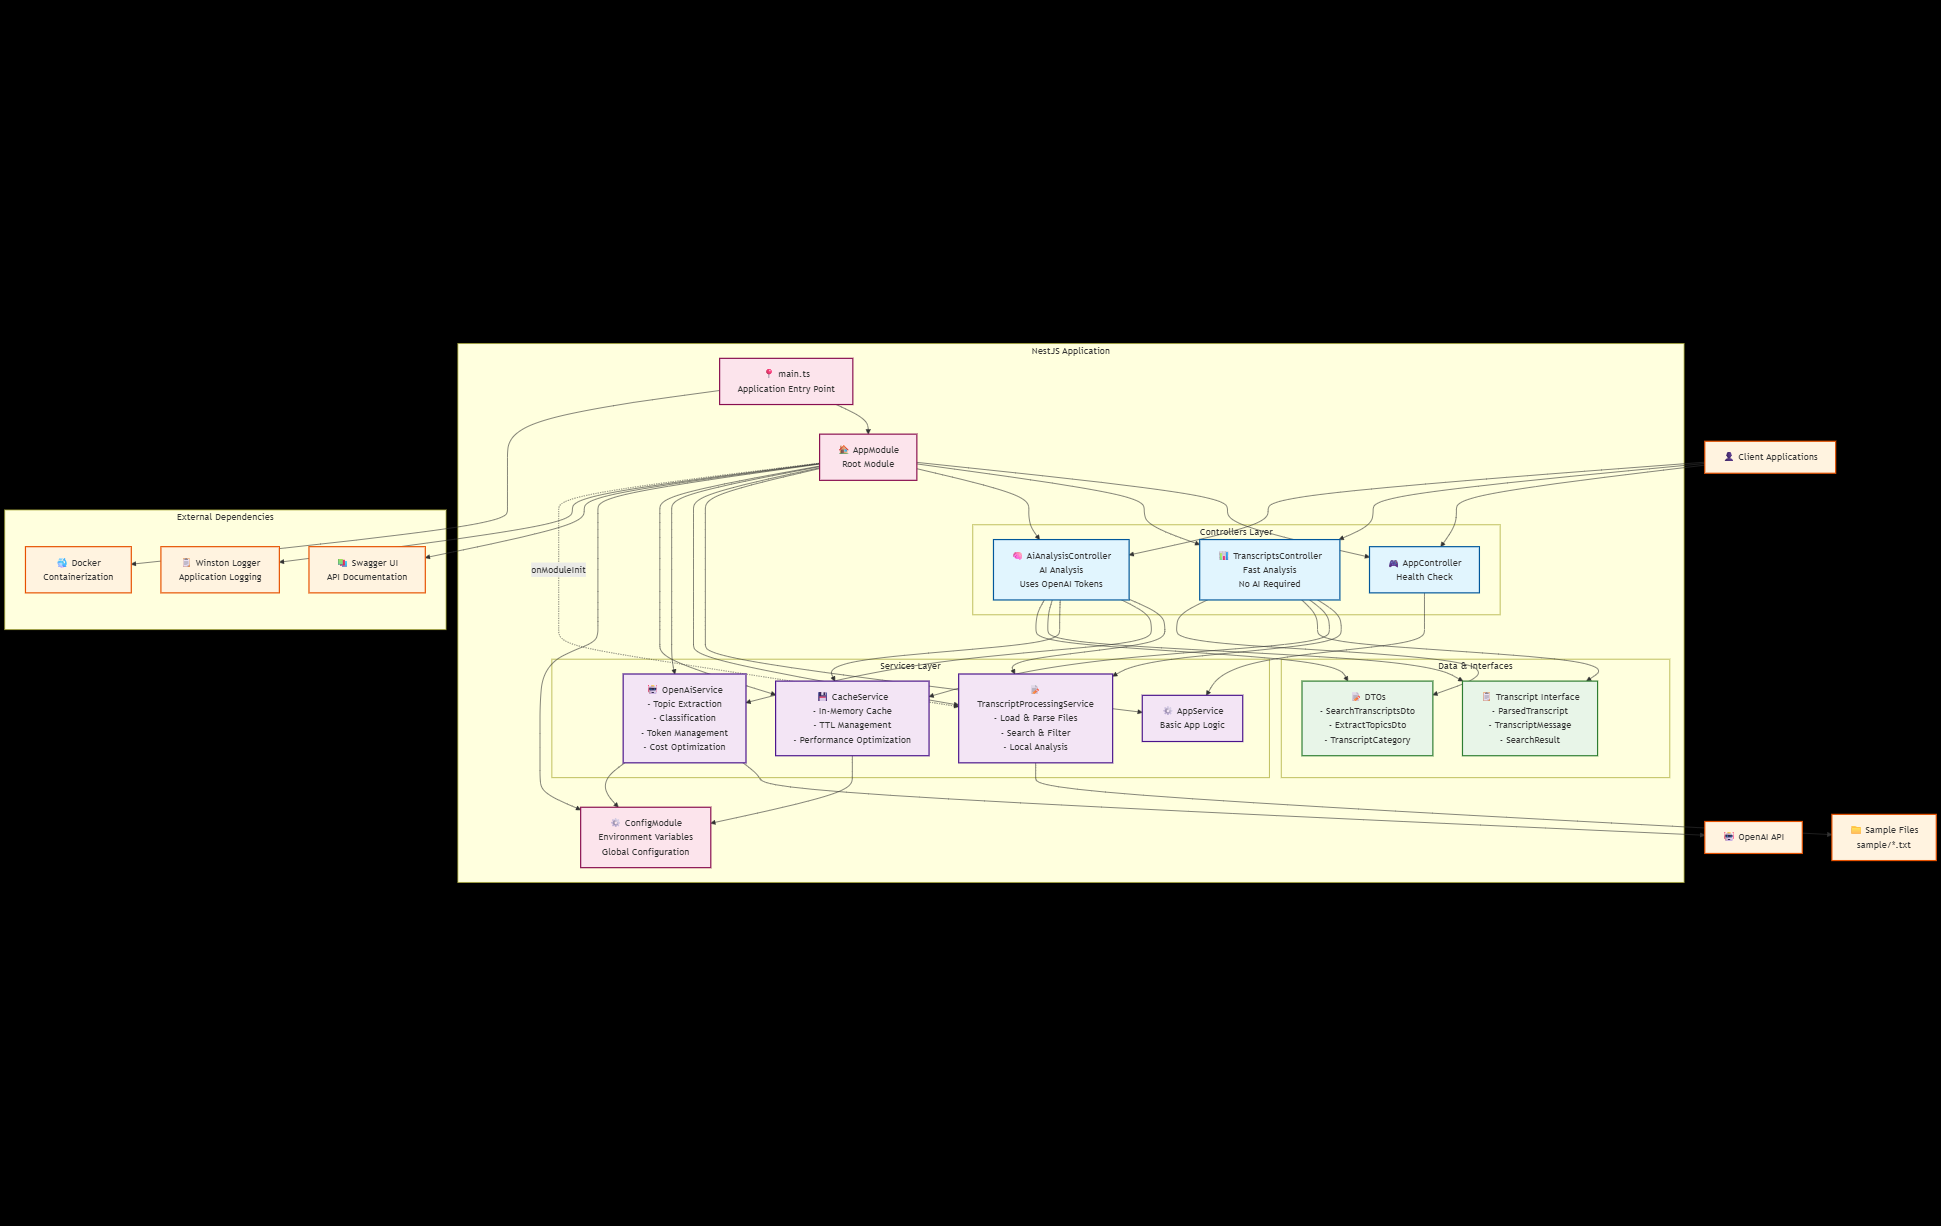 NestJS Application
main.ts
Application Entry Point
AppModule
Root Module
Client Applications
External Dependencies
Docker
Containerization
Winston Logger
Application Logging
Swagger UI
API Documentation
onModuleInit
Controllers Layer
AiAnalysisController
AI Analysis
Uses OpenAI Tokens
TranscriptsController
Fast Analysis
No AI Required
AppController
Health Check
Services Layer
OpenAiService
- Topic Extraction
- Classification
- Token Management
- Cost Optimization
CacheService
- In-Memory Cache
- TTL Management
- Performance Optimization
TranscriptProcessingService
- Load & Parse Files
- Search & Filter
- Local Analysis
AppService
Basic App Logic
Data & Interfaces
DTOs
- SearchTranscriptsDto
- ExtractTopicsDto
- TranscriptCategory
Transcript Interface
- ParsedTranscript
- TranscriptMessage
- SearchResult
ConfigModule
Environment Variables
Global Configuration
OpenAI API
Sample Files
sample/*.txt